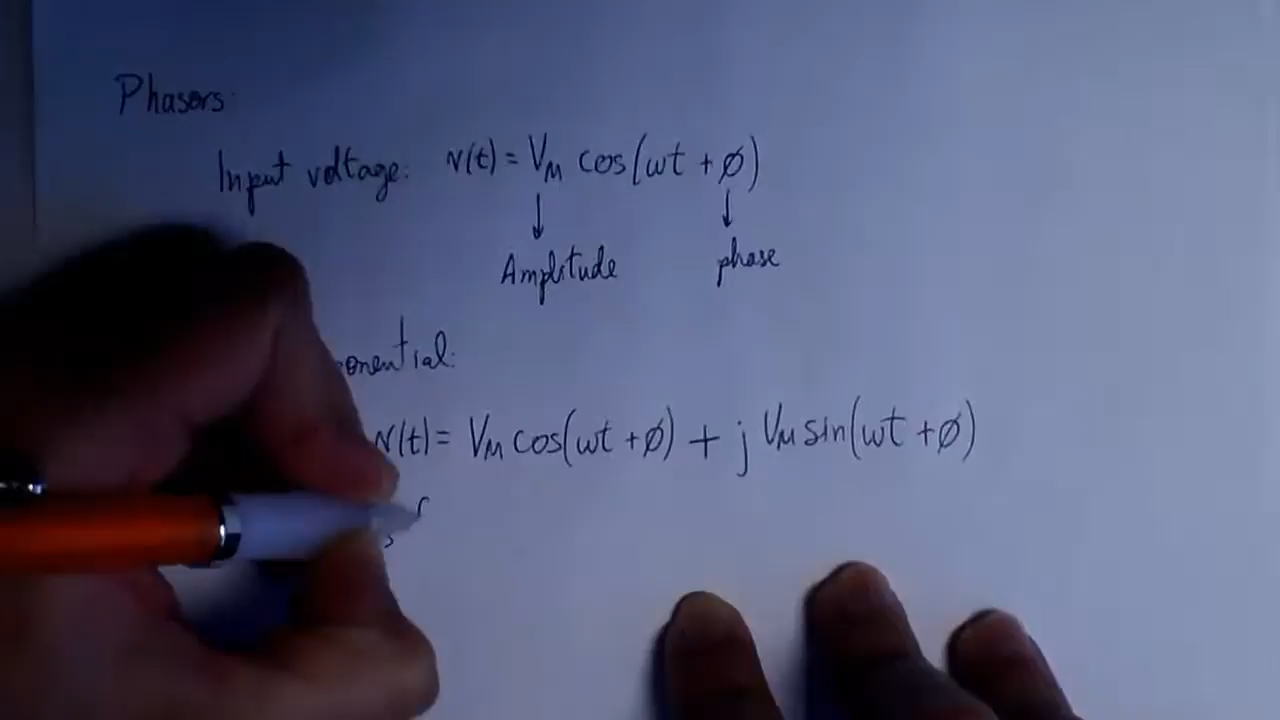 Phasors:
Input voltage: v(t) = V_M cos(ωt + ø)
↓ ↓
Amplitude phase
onential:
v(t) = V_M cos(ωt + ø) + j V_M sin(ωt + ø)